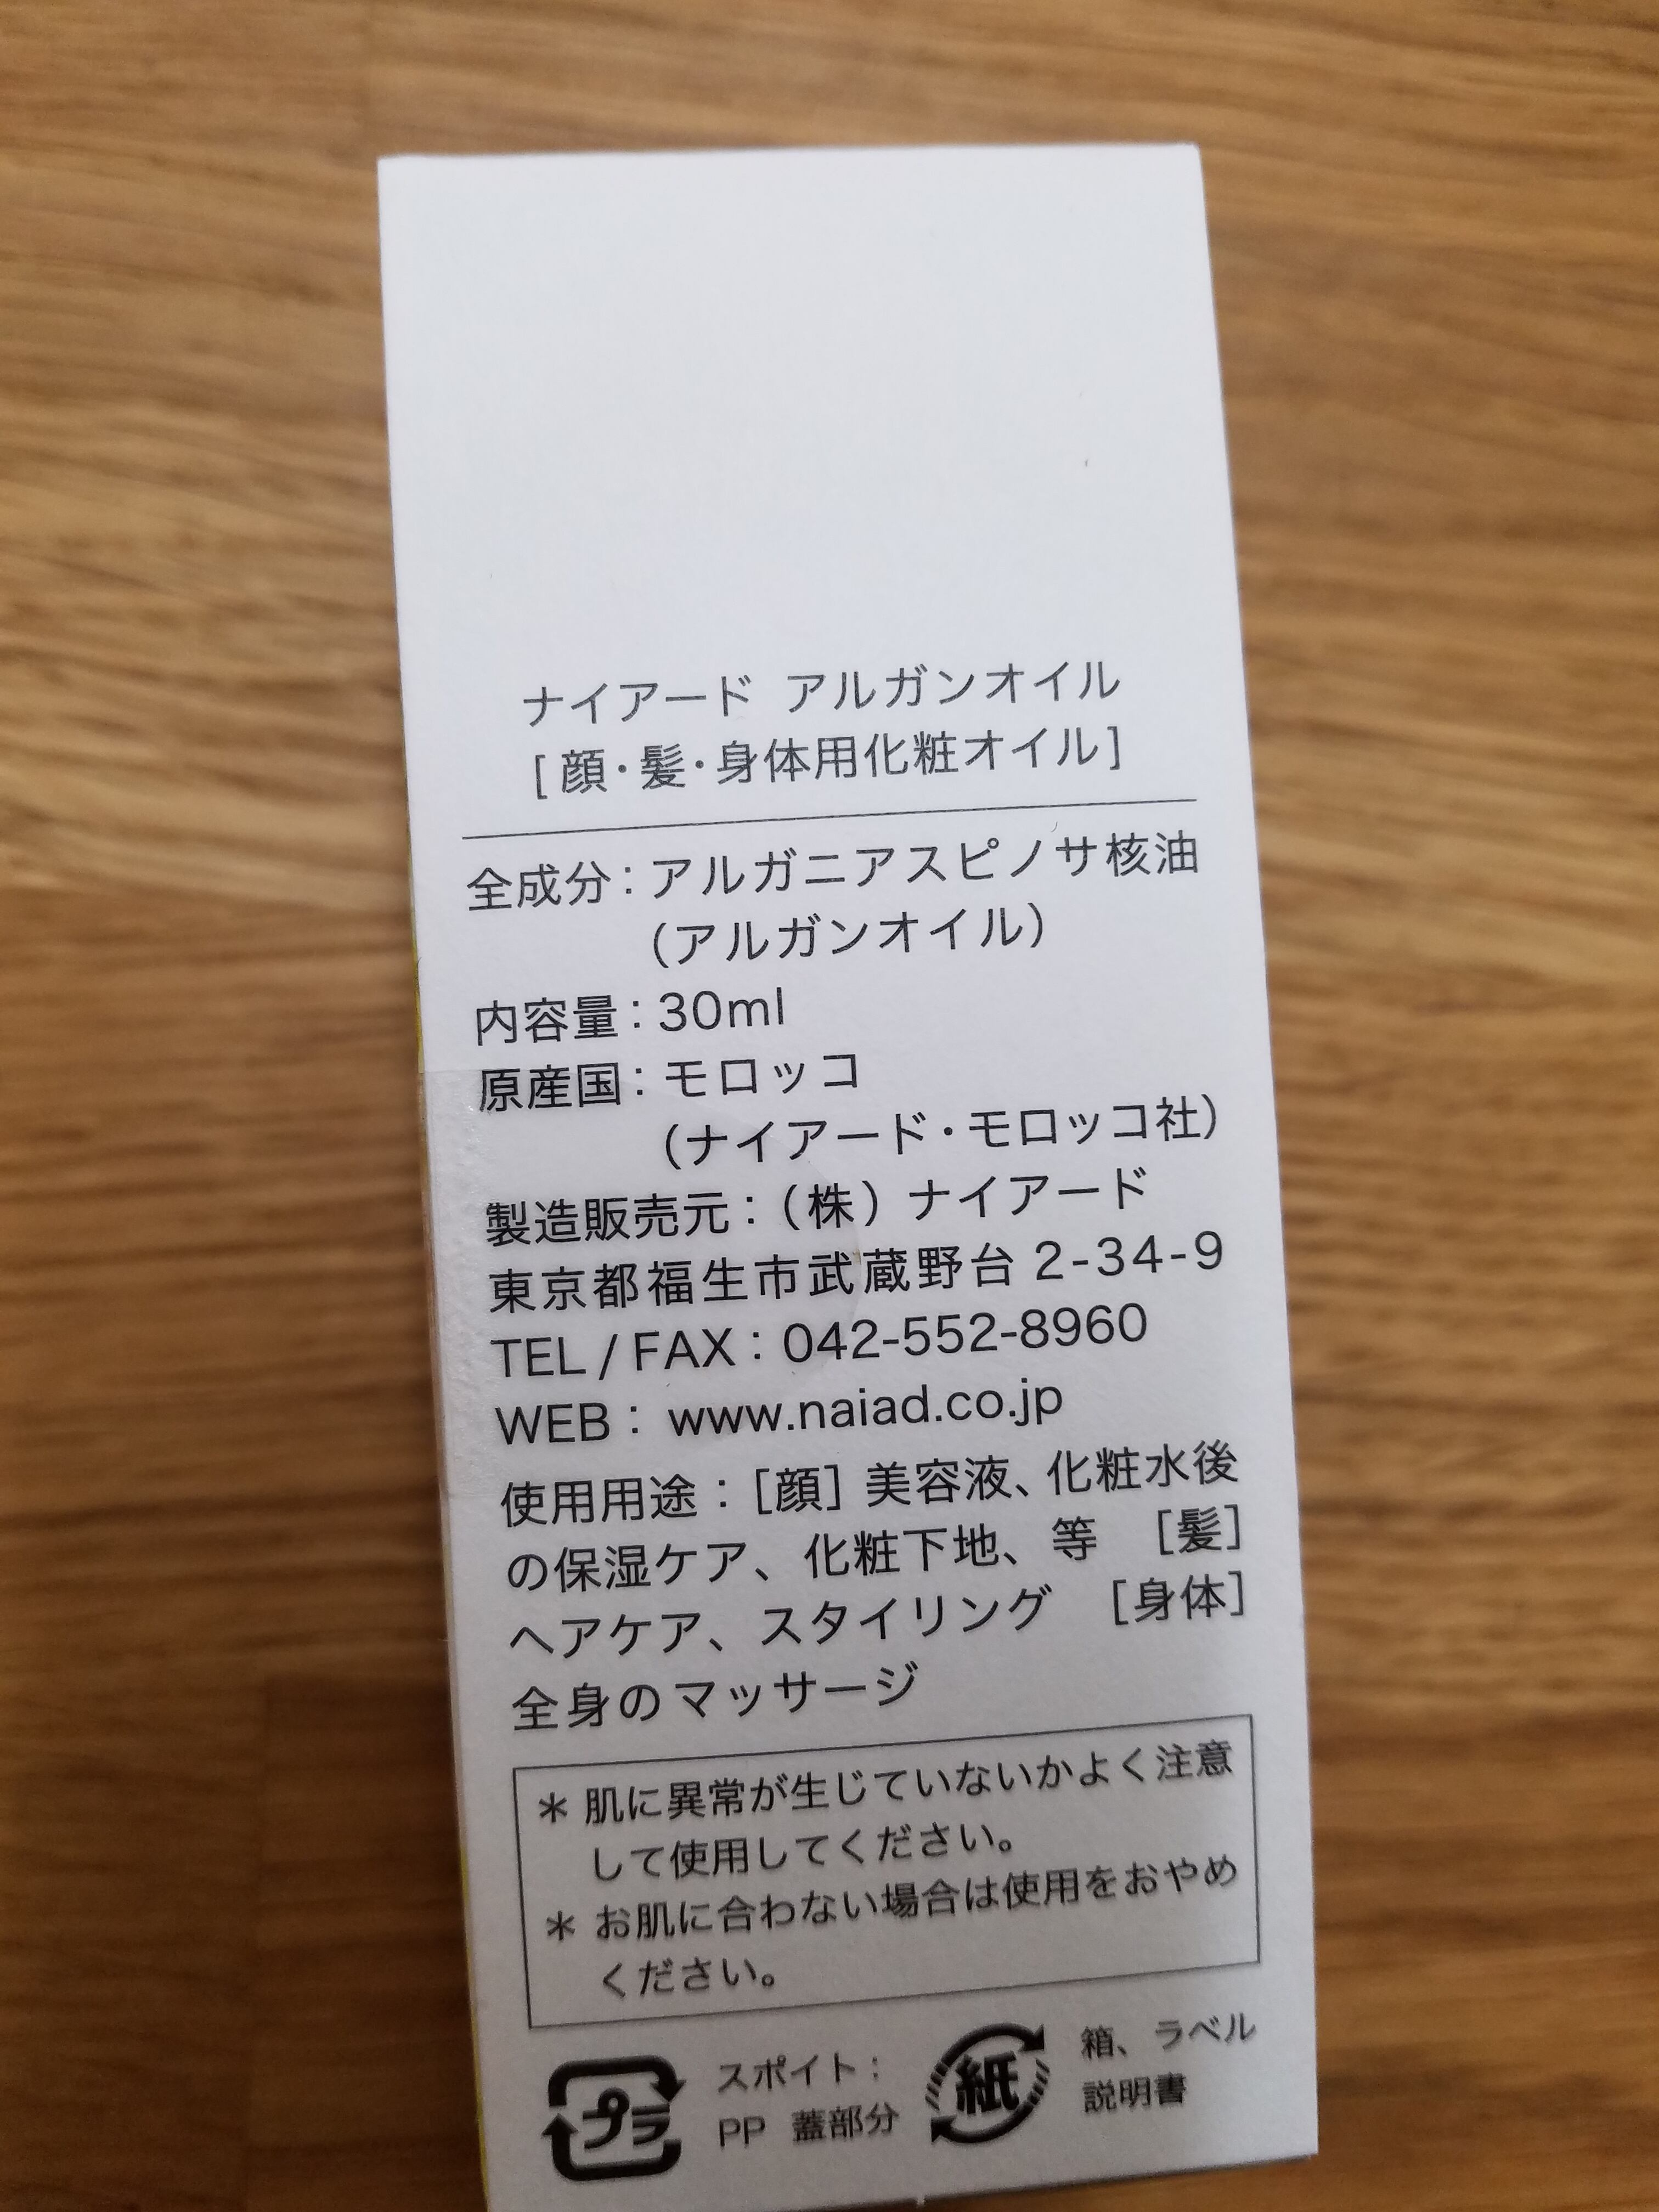 ナイアード アルガンオイル
[顔・髪・身体用化粧オイル]
全成分：アルガニアスピノサ核油
（アルガンオイル）
内容量：30ml
原産国：モロッコ
（ナイアード・モロッコ社）
製造販売元：（株）ナイアード
東京都福生市武蔵野台 2-34-9
TEL / FAX：042-552-8960
WEB： www.naiad.co.jp
使用用途：［顔］美容液、化粧水後
の保湿ケア、化粧下地、等　［髪］
ヘアケア、スタイリング　［身体］
全身のマッサージ
＊ 肌に異常が生じていないかよく注意
して使用してください。
＊ お肌に合わない場合は使用をおやめ
ください。
プラ
スポイト：
PP 蓋部分
紙
箱、ラベル
説明書